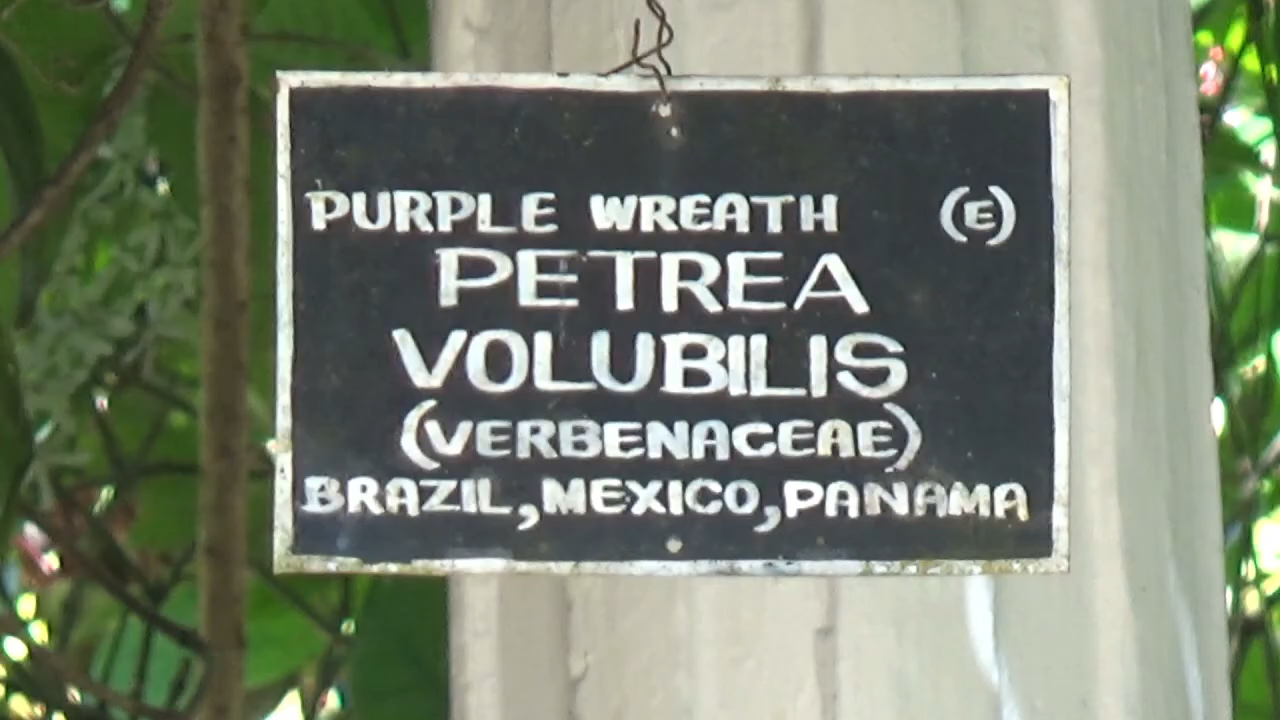 PURPLE WREATH (E)
PETREA
VOLUBILIS
(VERBENACEAE)
BRAZIL, MEXICO, PANAMA